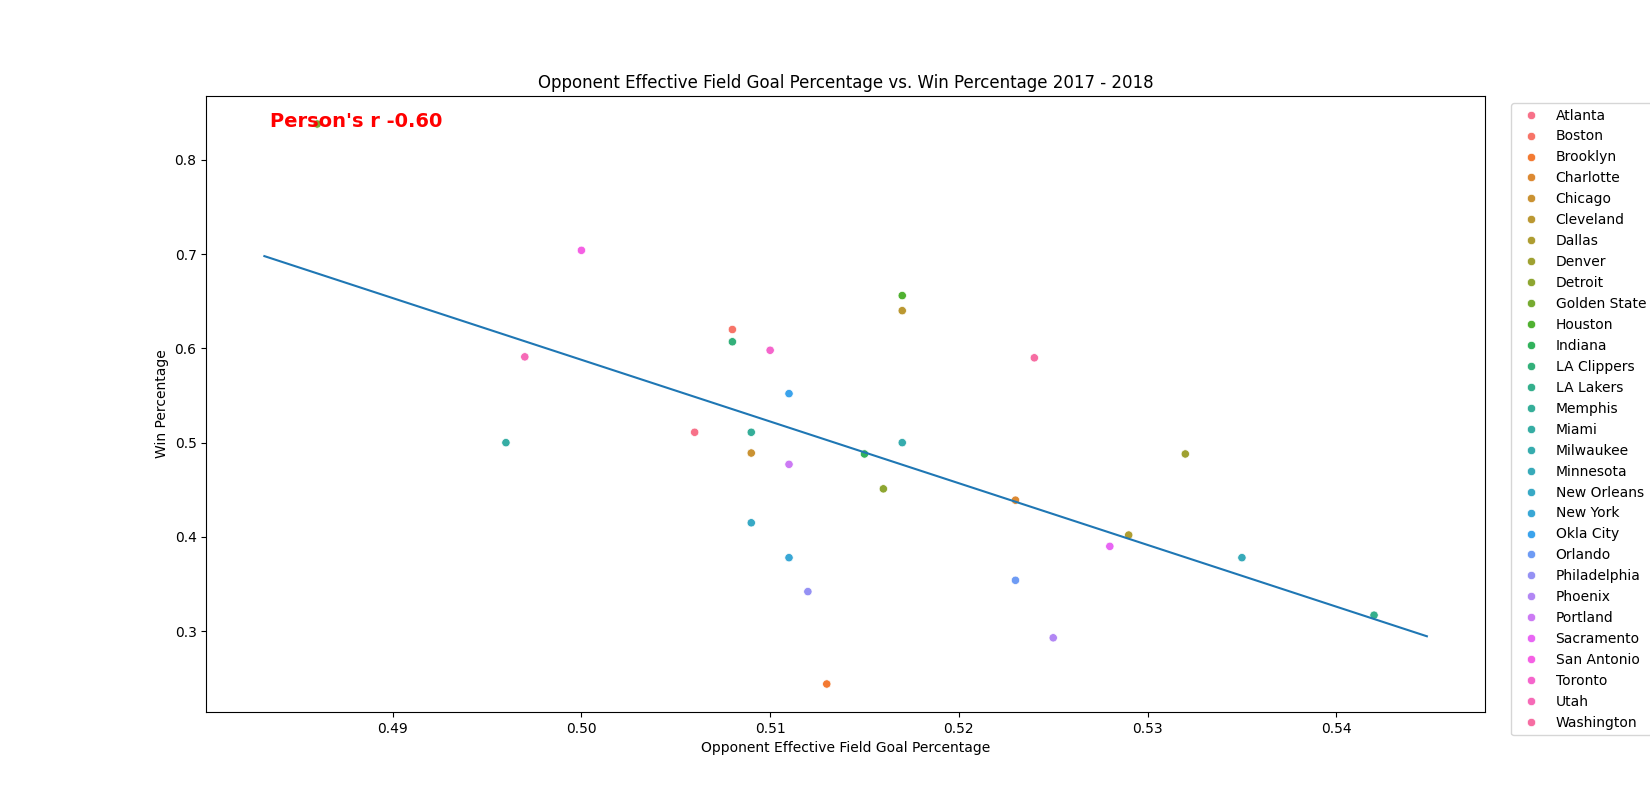 Opponent Effective Field Goal Percentage vs. Win Percentage 2017 - 2018
Person's r -0.60
Win Percentage
0.8
0.7
0.6
0.5
0.4
0.3
0.49 0.50 0.51 0.52 0.53 0.54
Opponent Effective Field Goal Percentage
Atlanta
Boston
Brooklyn
Charlotte
Chicago
Cleveland
Dallas
Denver
Detroit
Golden State
Houston
Indiana
LA Clippers
LA Lakers
Memphis
Miami
Milwaukee
Minnesota
New Orleans
New York
Okla City
Orlando
Philadelphia
Phoenix
Portland
Sacramento
San Antonio
Toronto
Utah
Washington